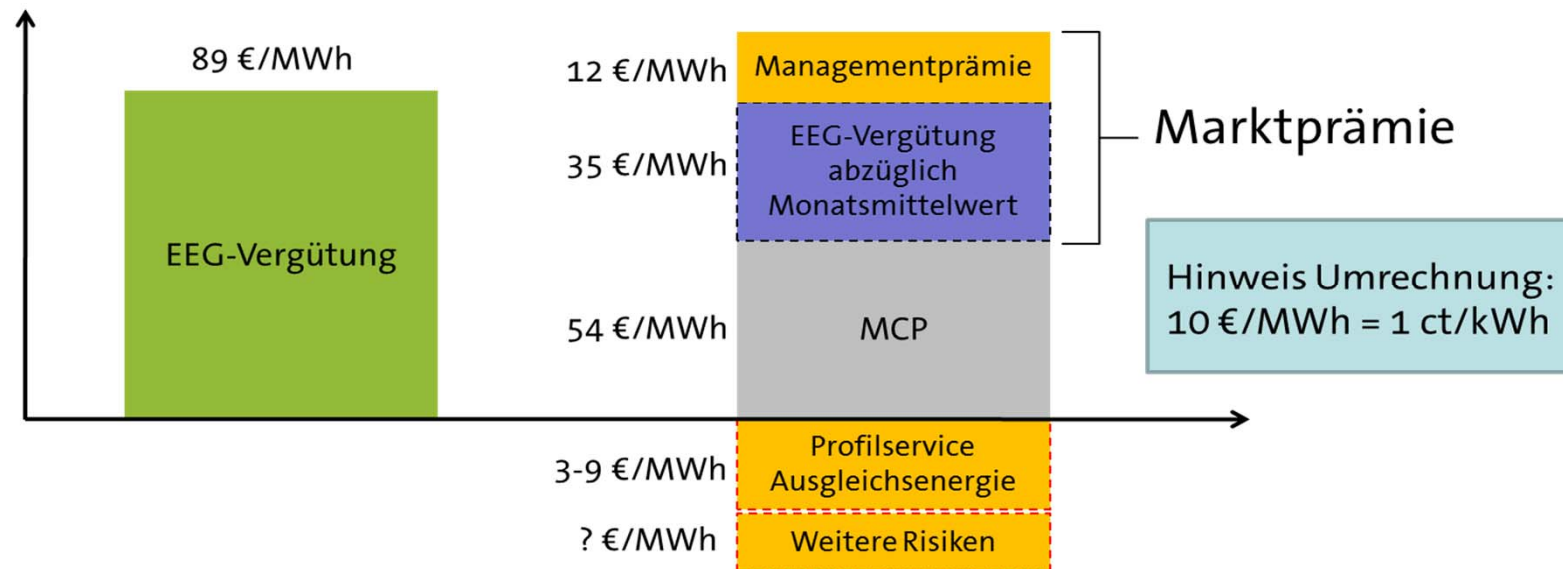 89 €/MWh
EEG-Vergütung
12 €/MWh
Managementprämie
35 €/MWh
EEG-Vergütung
abzüglich
Monatsmittelwert
Marktprämie
54 €/MWh
MCP
Hinweis Umrechnung:
10 €/MWh = 1 ct/kWh
3-9 €/MWh
Profilservice
Ausgleichsenergie
? €/MWh
Weitere Risiken